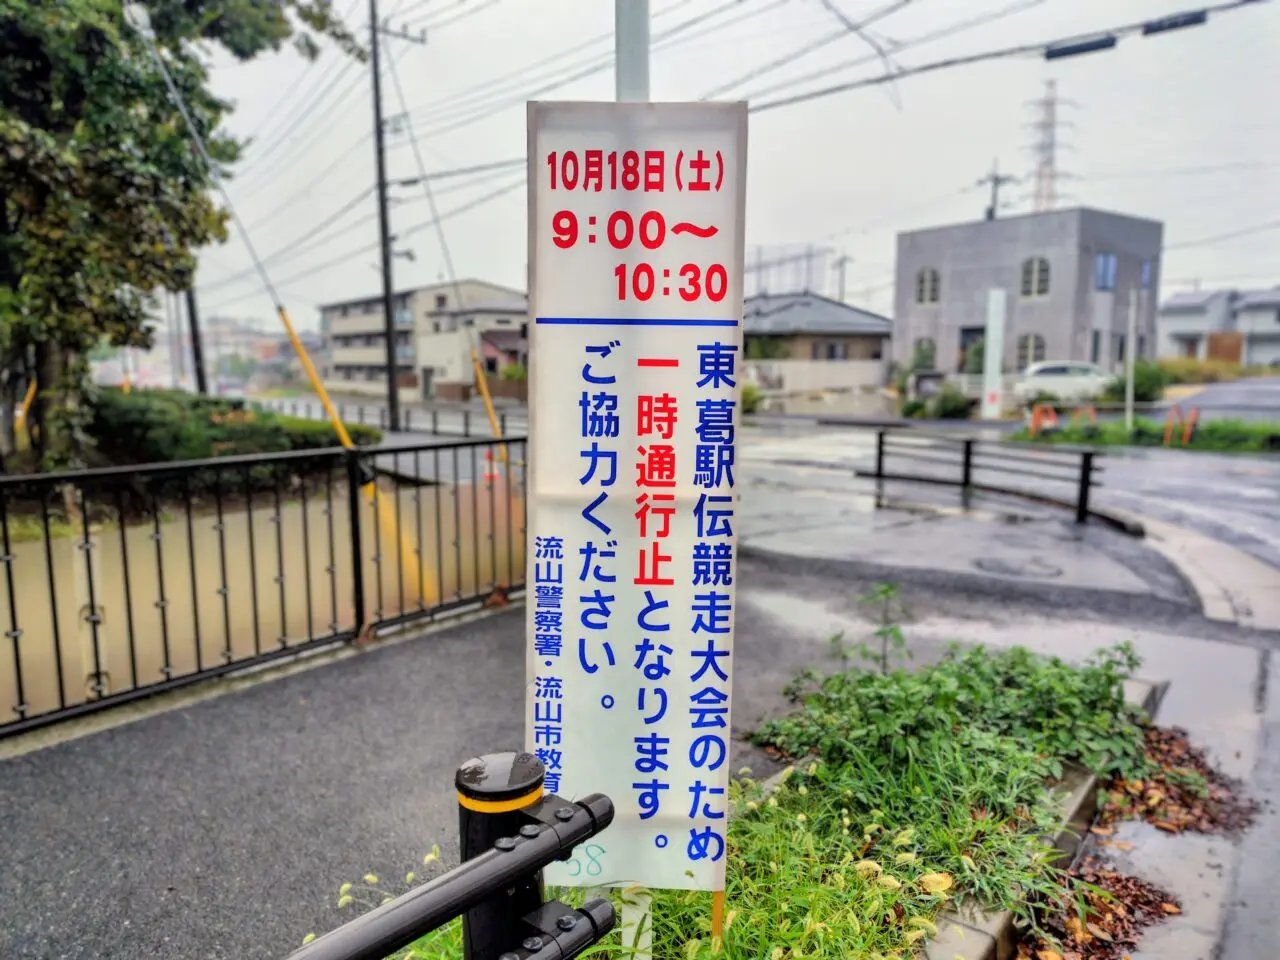 10月18日(土)
9:00〜
10:30
東葛駅伝競走大会のため
一時通行止となります。
ご協力ください。
流山警察署・流山市教育
58